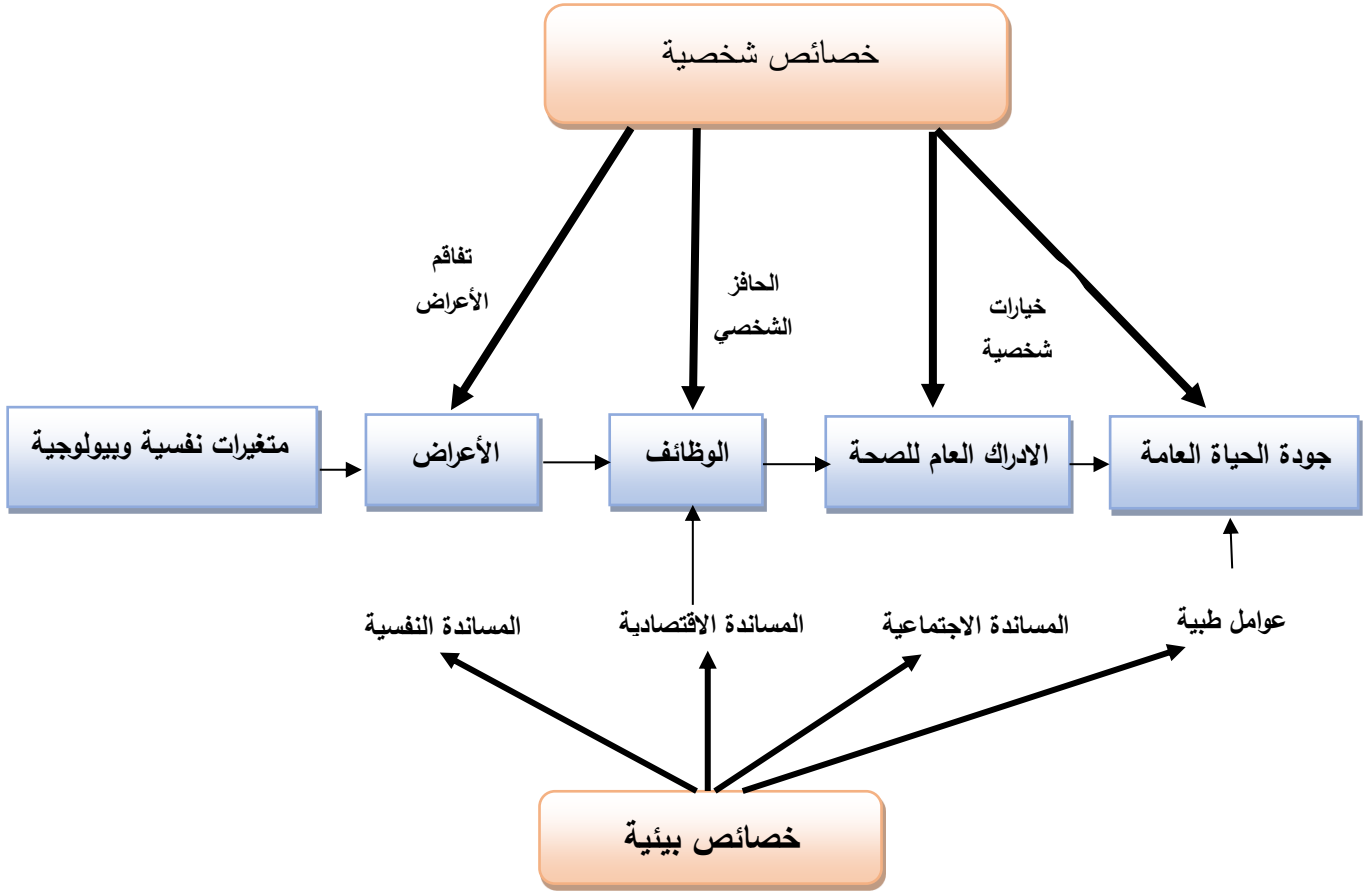 خصائص شخصية
تفاقم
الأعراض
الحافز
الشخصي
خيارات
شخصية
متغيرات نفسية وبيولوجية
الأعراض
الوظائف
الادراك العام للصحة
جودة الحياة العامة
المساندة النفسية
المساندة الاقتصادية
المساندة الاجتماعية
عوامل طبية
خصائص بيئية